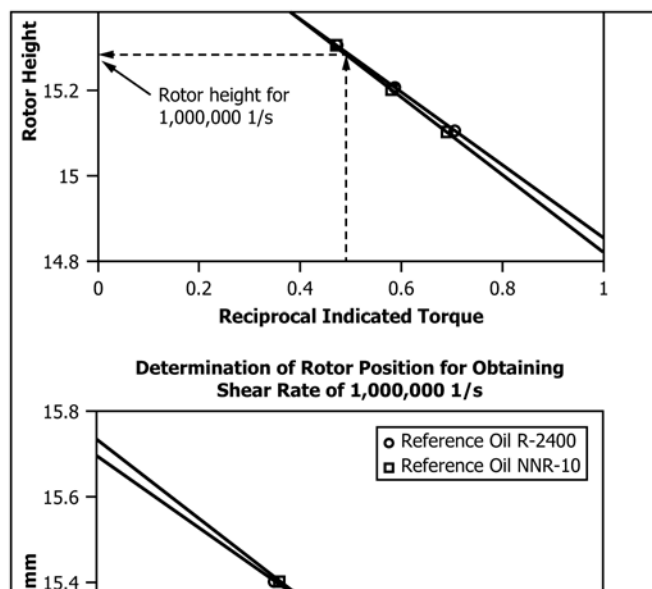 Rotor Height
15.2
15
14.8
Rotor height for
1,000,000 1/s
0
0.2
0.4
0.6
0.8
1
Reciprocal Indicated Torque
Determination of Rotor Position for Obtaining
Shear Rate of 1,000,000 1/s
15.8
15.6
15.4
mm
Reference Oil R-2400
Reference Oil NNR-10